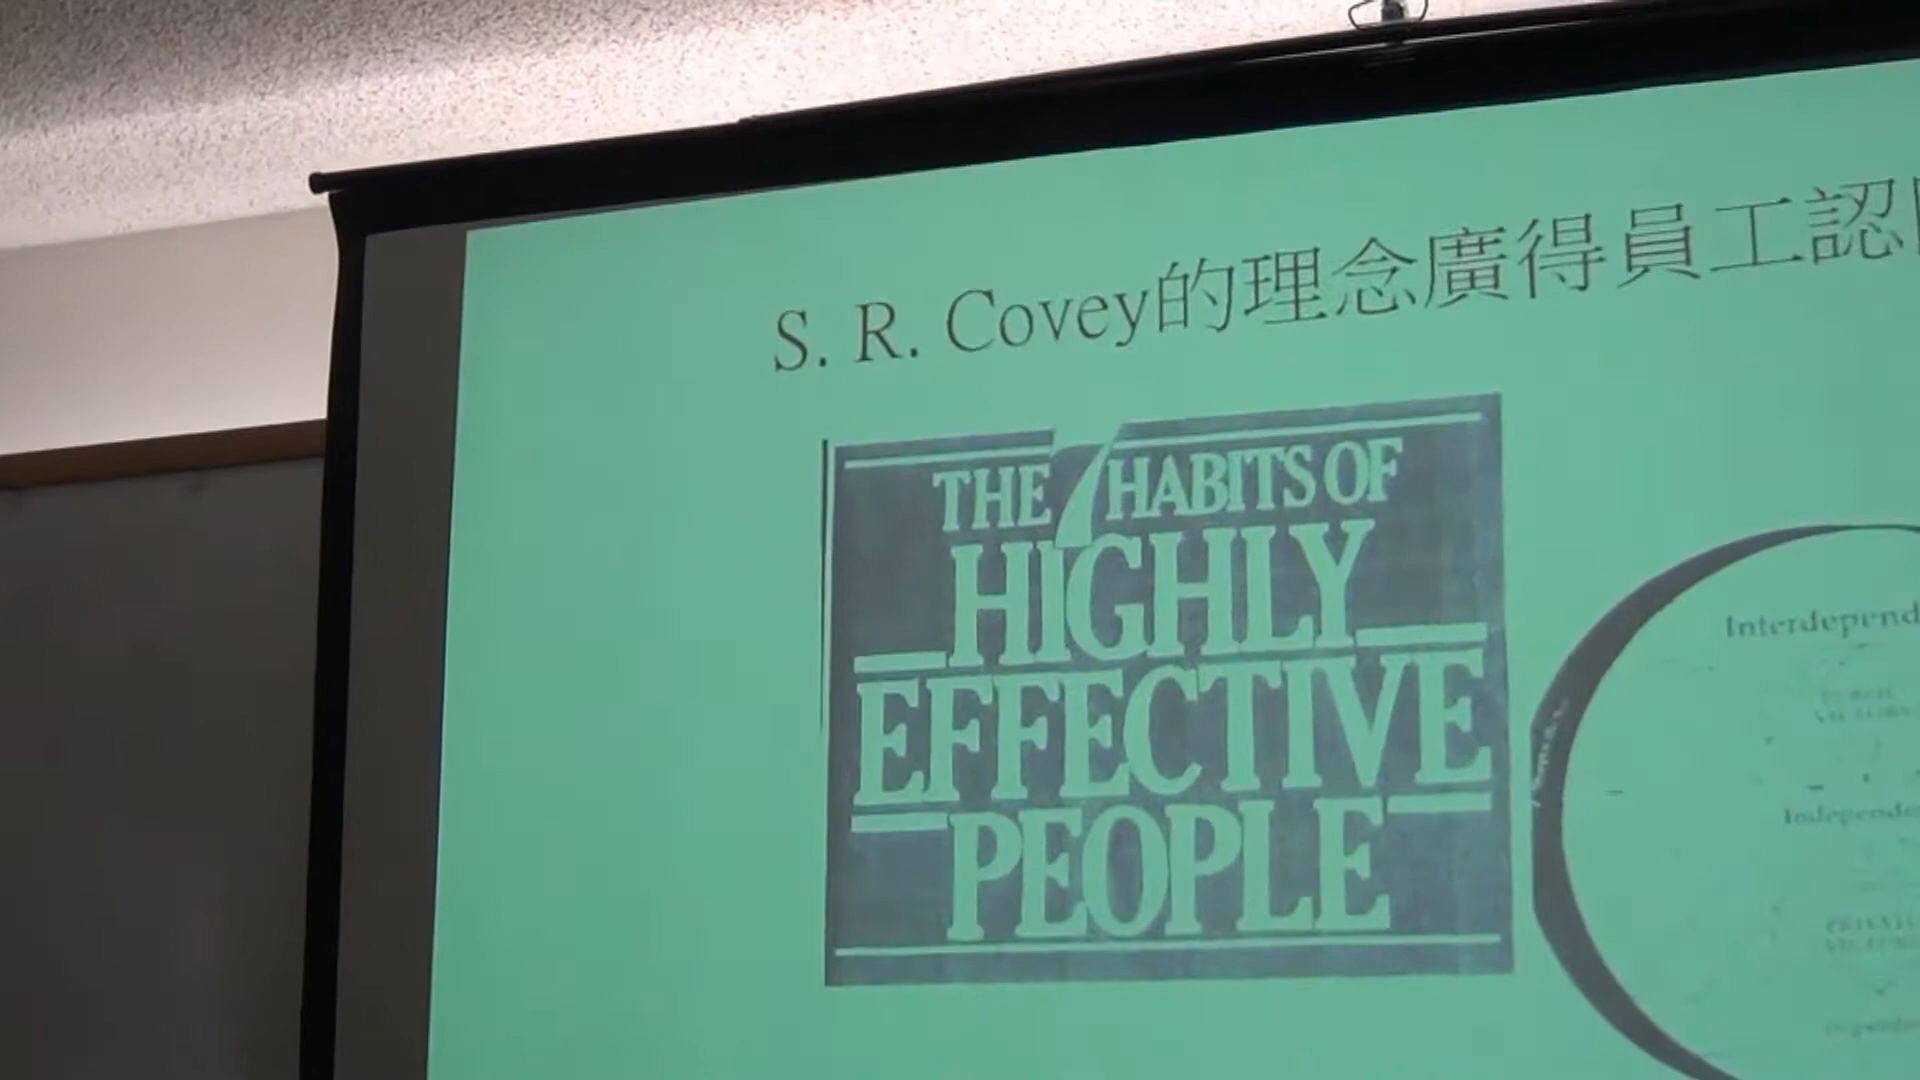 S. R. Covey的理念廣得員工認
THE 7 HABITS OF
HIGHLY
EFFECTIVE
PEOPLE
Interdepend
Independe